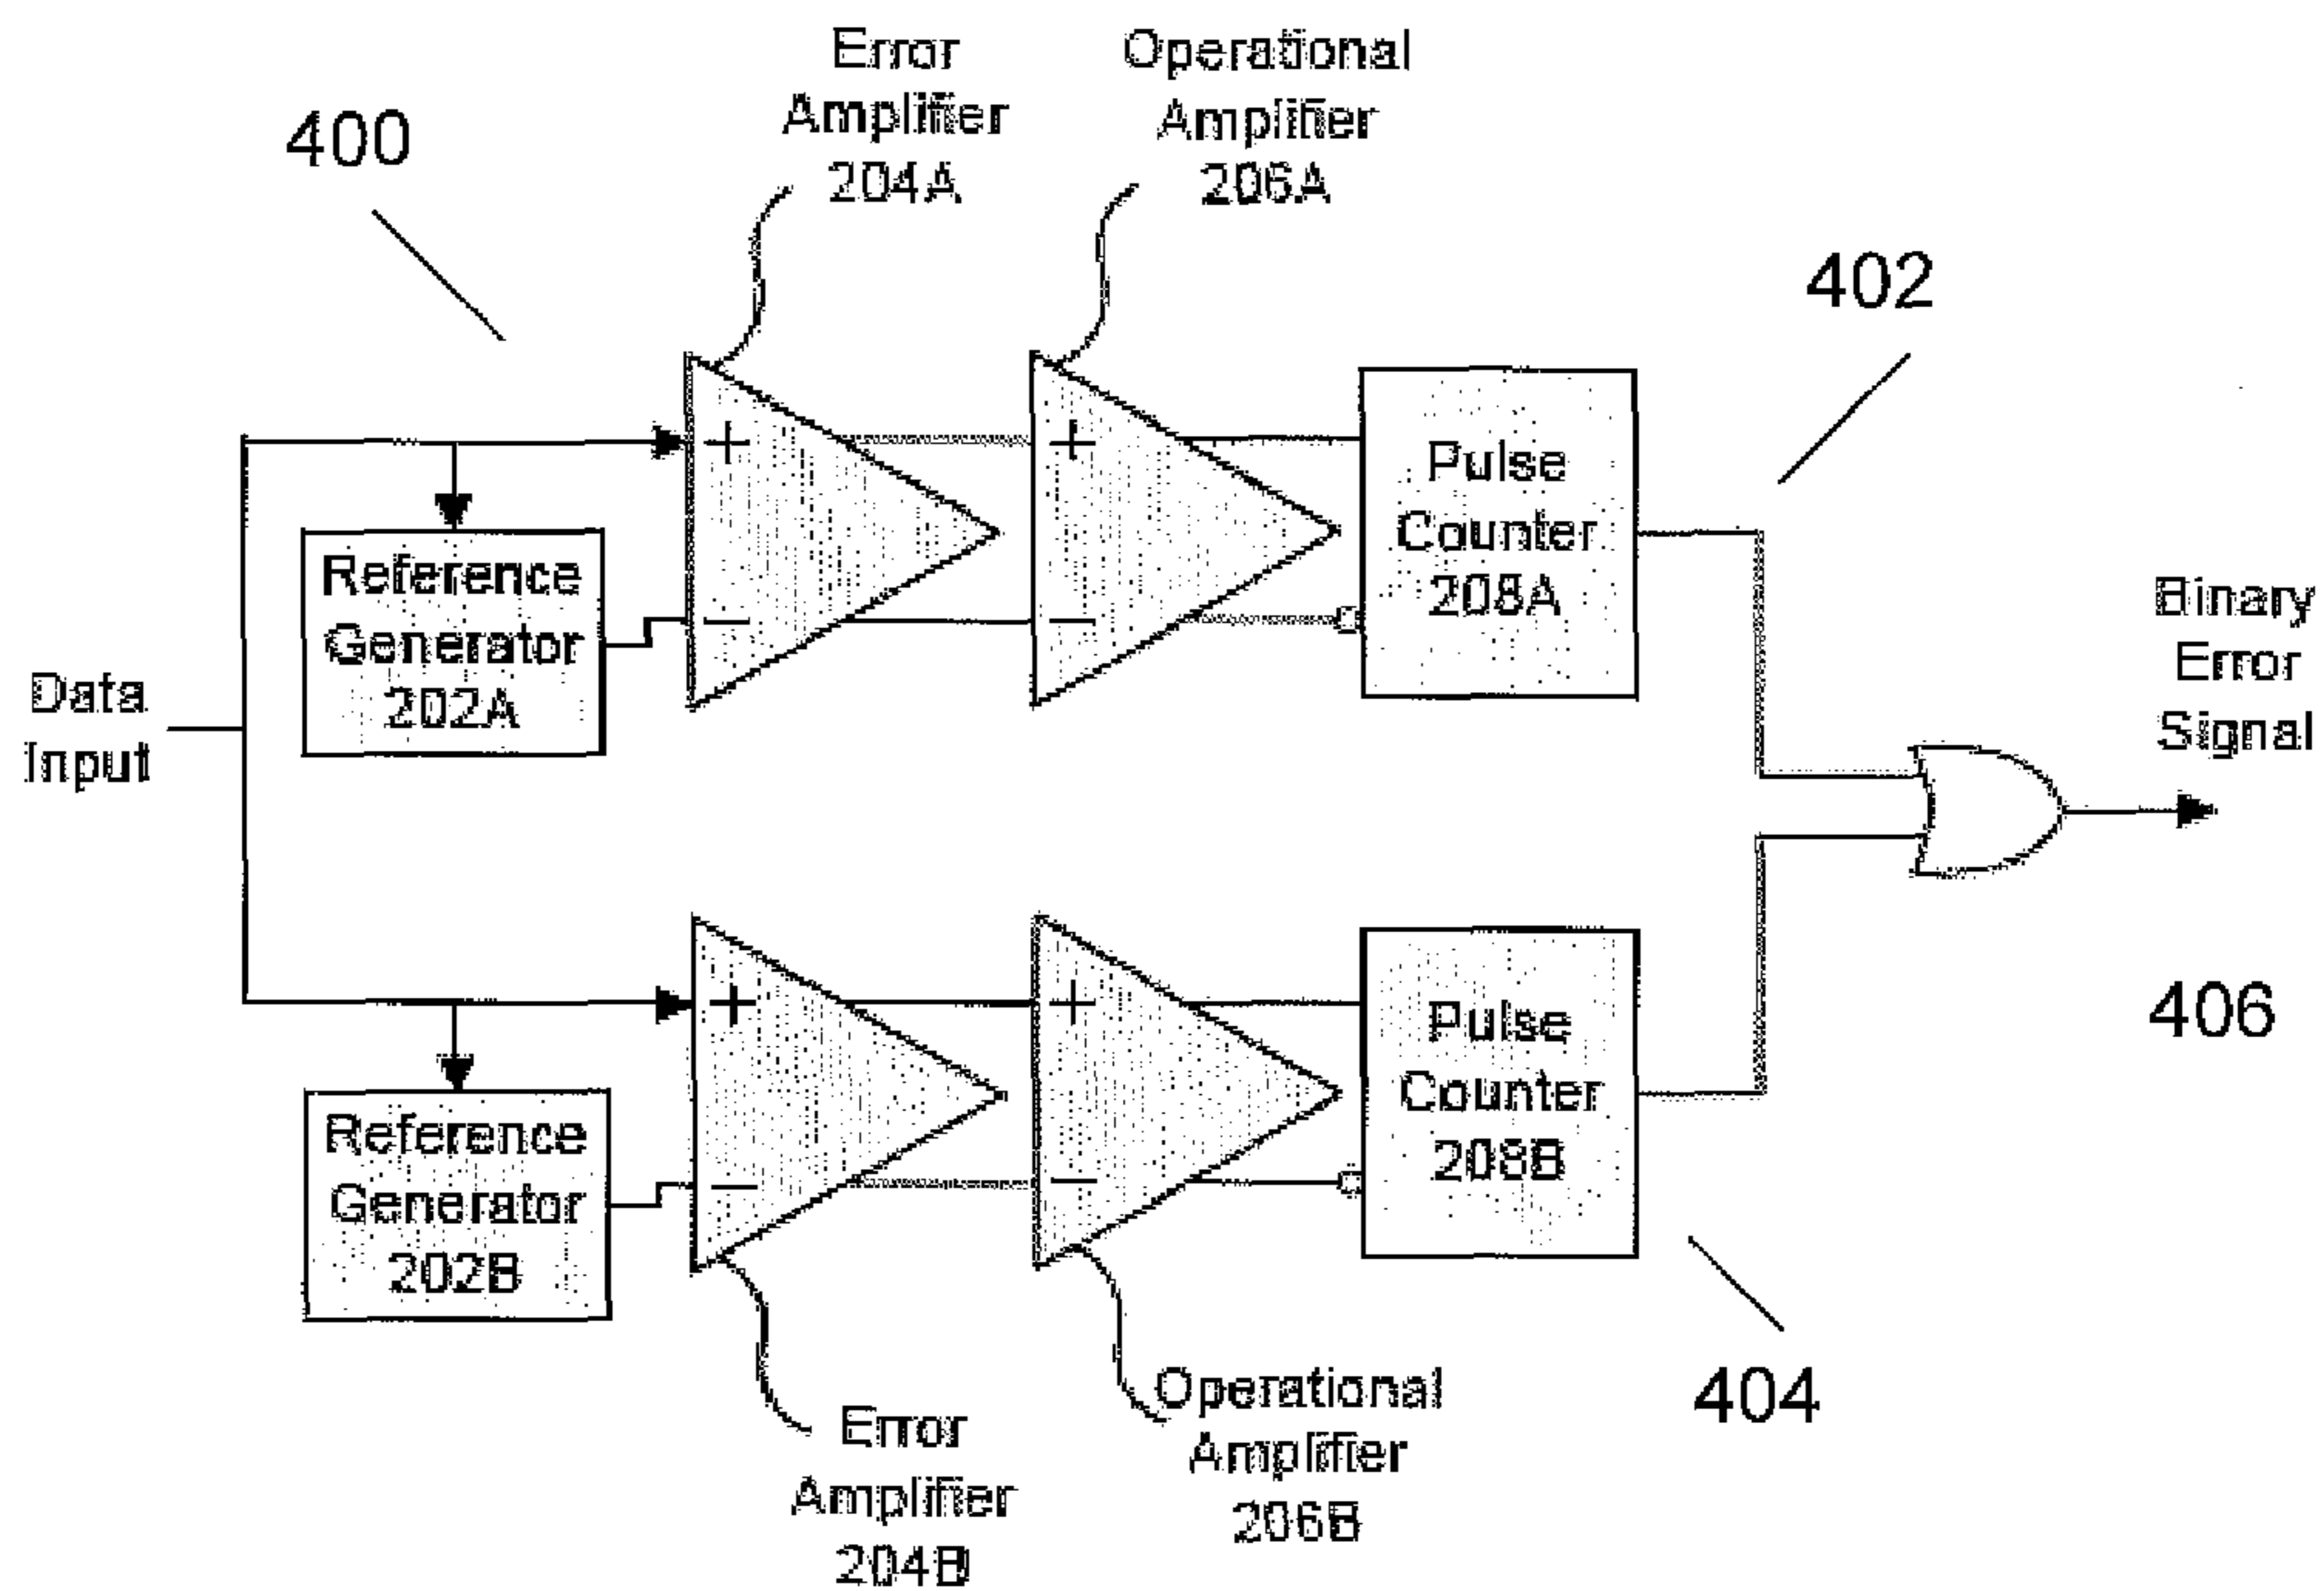 Error
Amplifier
204A
Operational
Amplifier
206A
400
402
+
+
Pulse
Counter
208A
Reference
Generator
202A
−
−
Binary
Error
Signal
Data
Input
+
+
Pulse
Counter
208B
406
Reference
Generator
202B
−
−
404
Error
Amplifier
204B
Operational
Amplifier
206B